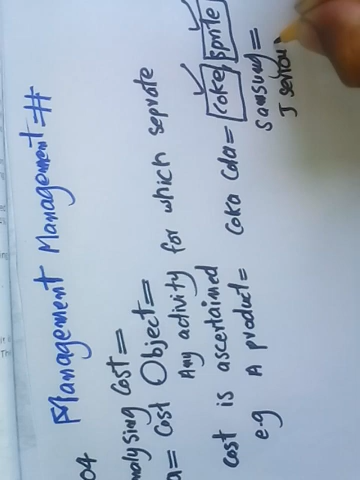 04 Management Management #
nalysing Cost=
a= Cost Object=
Any activity for which seprate
cost is ascertained
e.g A product= Coka Cola= Coke, Sprite
Samsung=
J